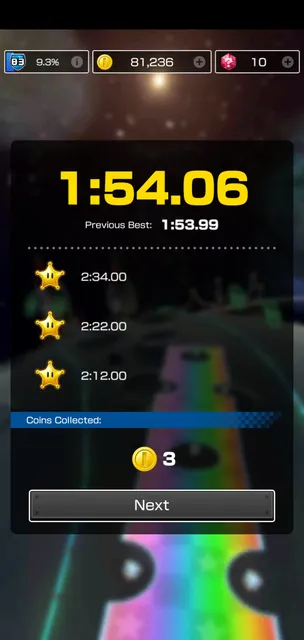 83 9.3% i 81,236 + 10 +
1:54.06
Previous Best: 1:53.99
2:34.00
2:22.00
2:12.00
Coins Collected:
3
Next